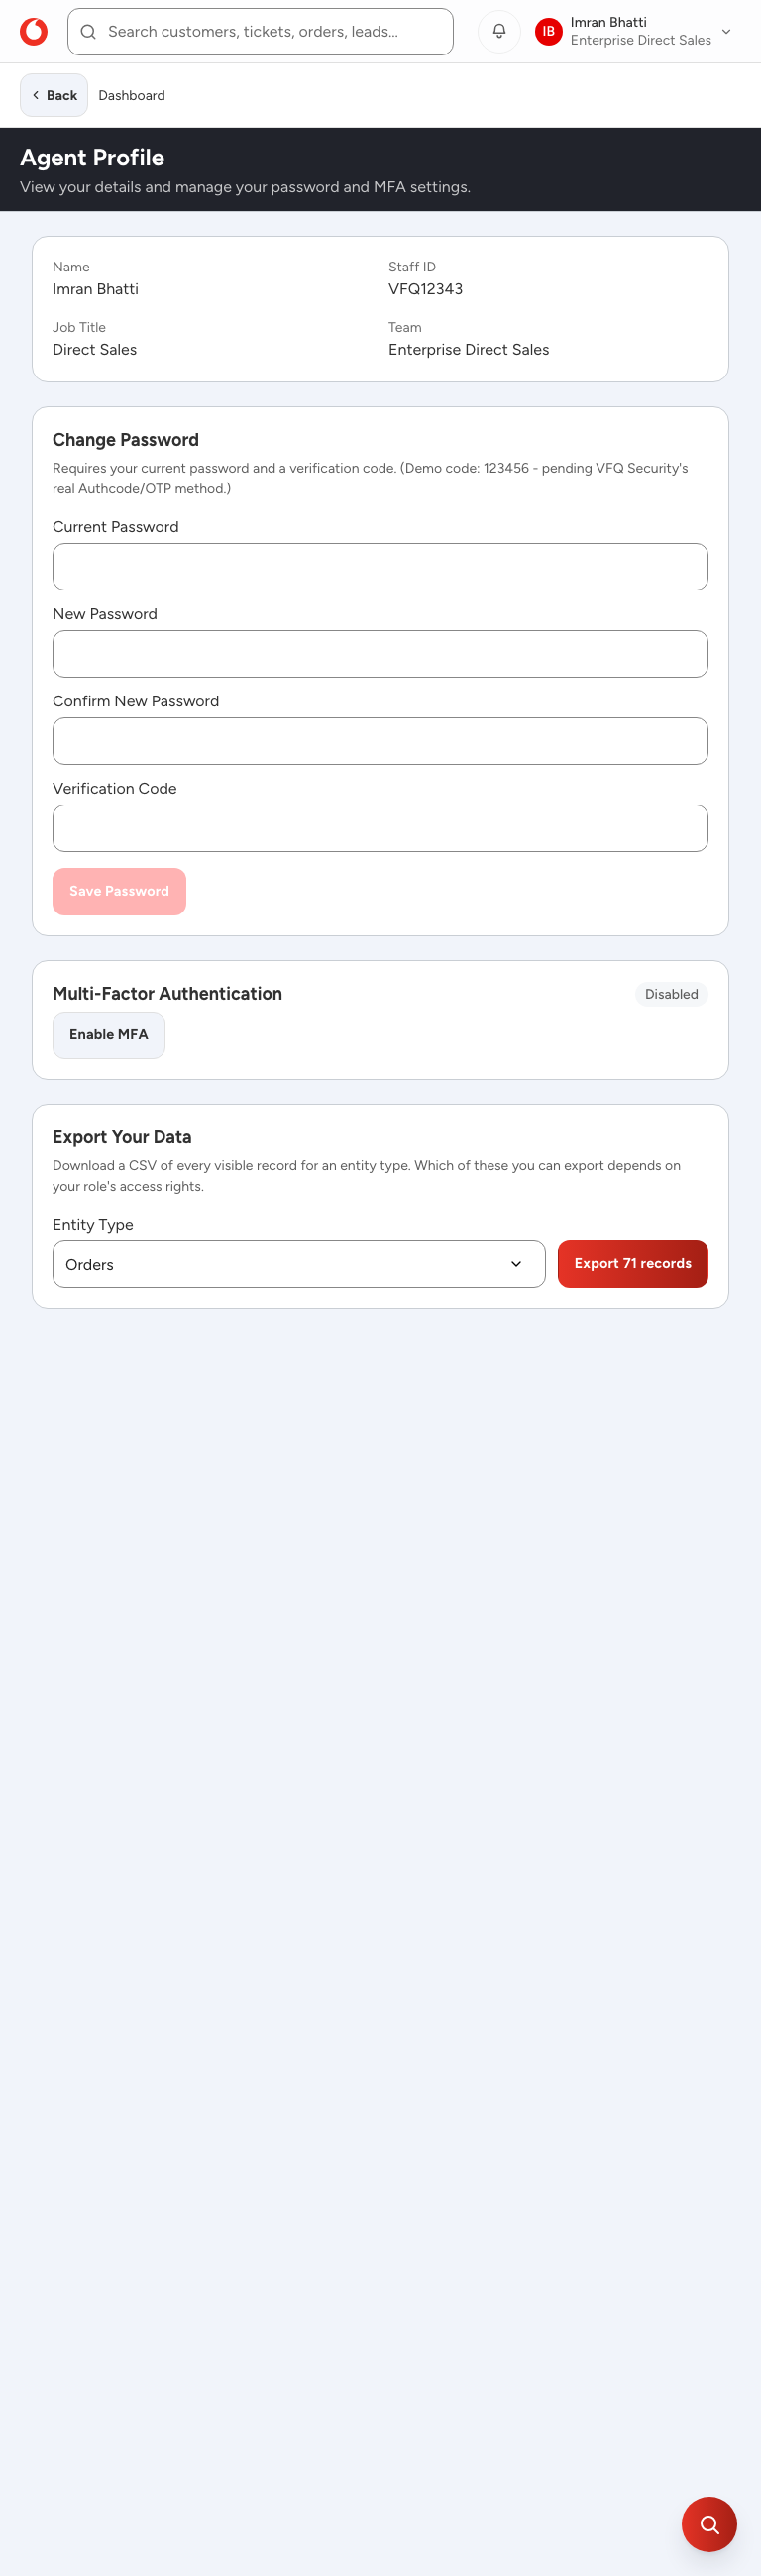 Search customers, tickets, orders, leads...
IB
Imran Bhatti
Enterprise Direct Sales
Back
Dashboard
Agent Profile
View your details and manage your password and MFA settings.
Name
Imran Bhatti
Staff ID
VFQ12343
Job Title
Direct Sales
Team
Enterprise Direct Sales
Change Password
Requires your current password and a verification code. (Demo code: 123456 - pending VFQ Security's
real Authcode/OTP method.)
Current Password
New Password
Confirm New Password
Verification Code
Save Password
Multi-Factor Authentication
Disabled
Enable MFA
Export Your Data
Download a CSV of every visible record for an entity type. Which of these you can export depends on
your role's access rights.
Entity Type
Orders
Export 71 records